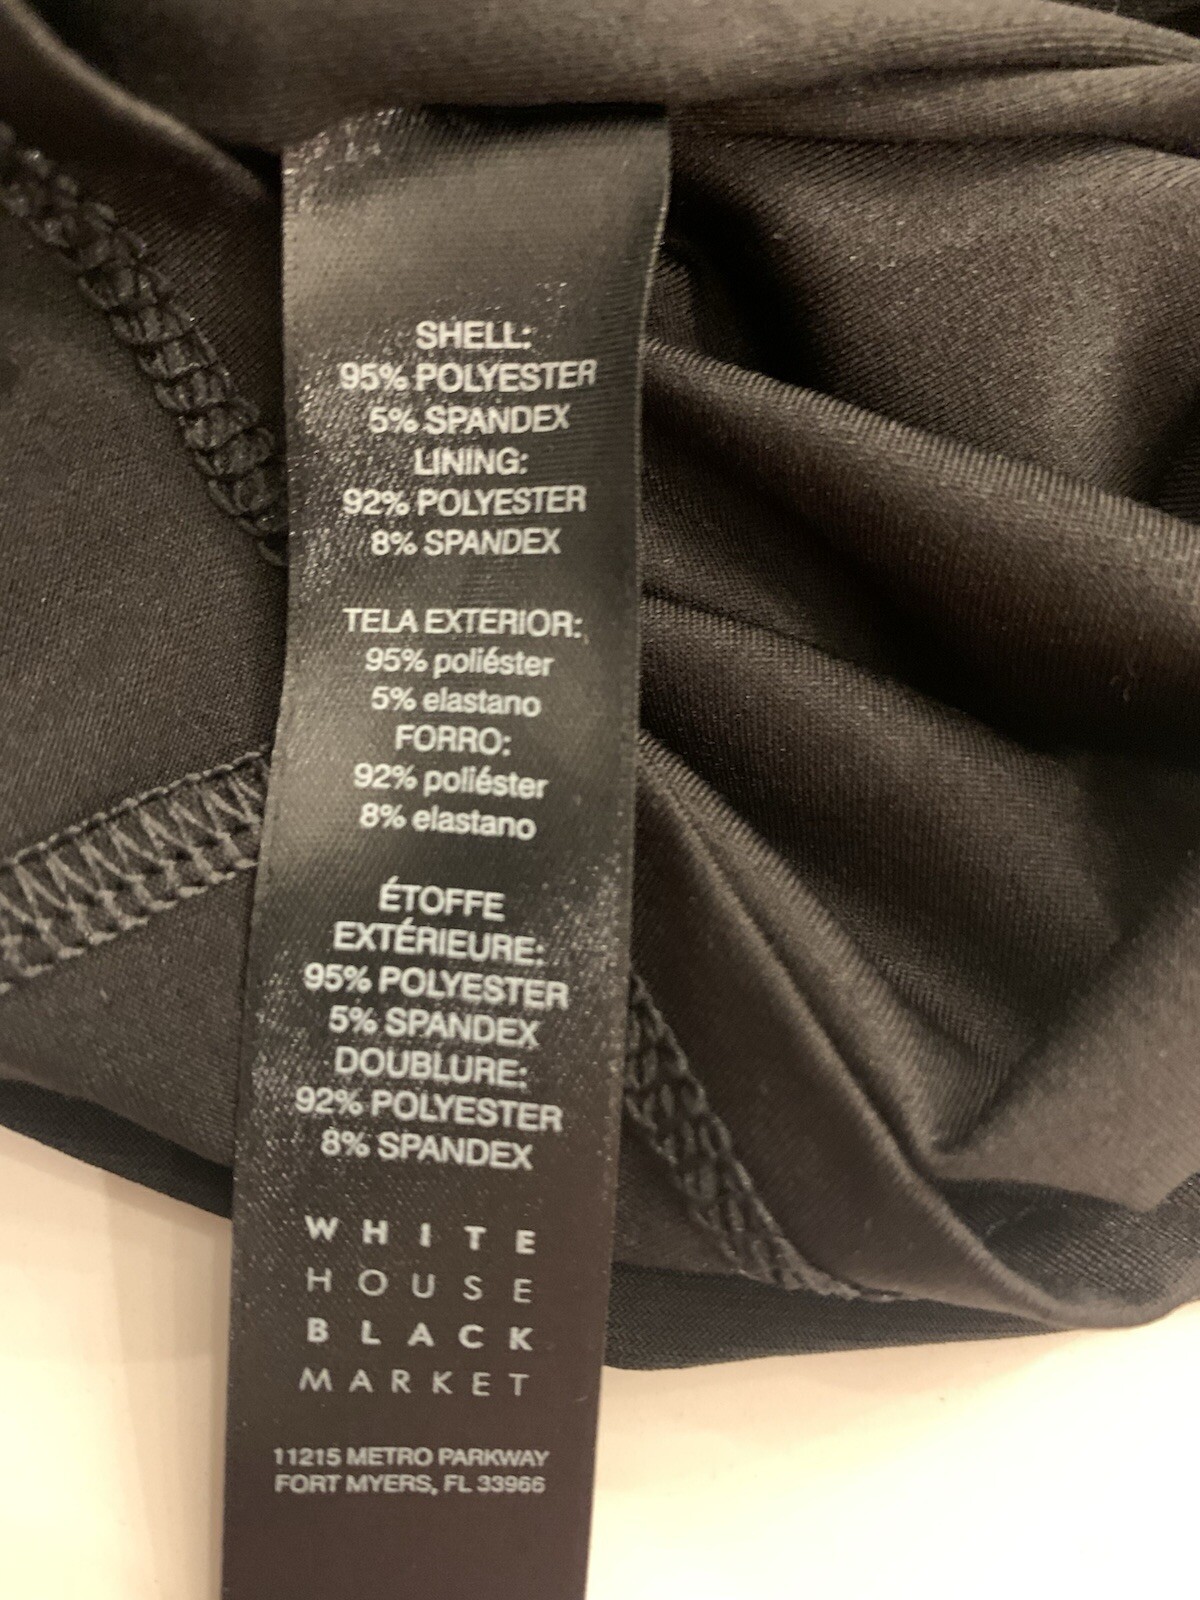 SHELL:
95% POLYESTER
5% SPANDEX
LINING:
92% POLYESTER
8% SPANDEX
TELA EXTERIOR:
95% poliéster
5% elastano
FORRO:
92% poliéster
8% elastano
ÉTOFFE
EXTÉRIEURE:
95% POLYESTER
5% SPANDEX
DOUBLURE:
92% POLYESTER
8% SPANDEX
WHITE
HOUSE
BLACK
MARKET
11215 METRO PARKWAY
FORT MYERS, FL 33966